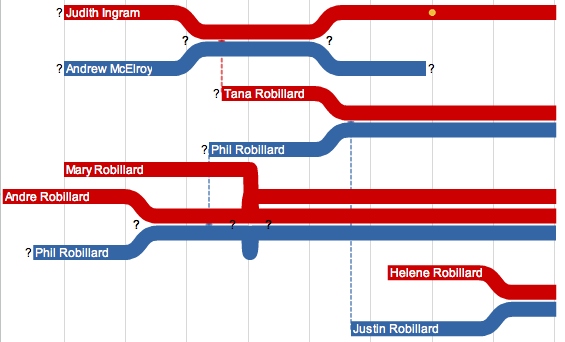 ? Judith Ingram
? ?
? Andrew McElroy ?
? Tana Robillard
? Phil Robillard
Mary Robillard
Andre Robillard
? ? ?
? Phil Robillard
Helene Robillard
Justin Robillard